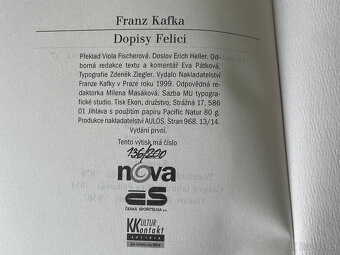 Franz Kafka
Dopisy Felici
Překlad Viola Fischerová. Doslov Erich Heller. Od-
borná redakce textu a komentář Eva Pátková.
Typografie Zdeněk Ziegler. Vydalo Nakladatelství
Franze Kafky v Praze roku 1999. Odpovědná re-
daktorka Milena Masáková. Sazba MU typogra-
fické studio. Tisk Ekon, družstvo, Strážná 17, 586
01 Jihlava s použitím papíru Pacific Natur 80 g.
Produkce nakladatelství AULOS. Stran 968. 13/14.
Vydání první.
Tento výtisk má číslo
136/200
nova
ČS
ČESKÁ SPOŘITELNA
KKULTUR
Kontakt
AUSTRIA